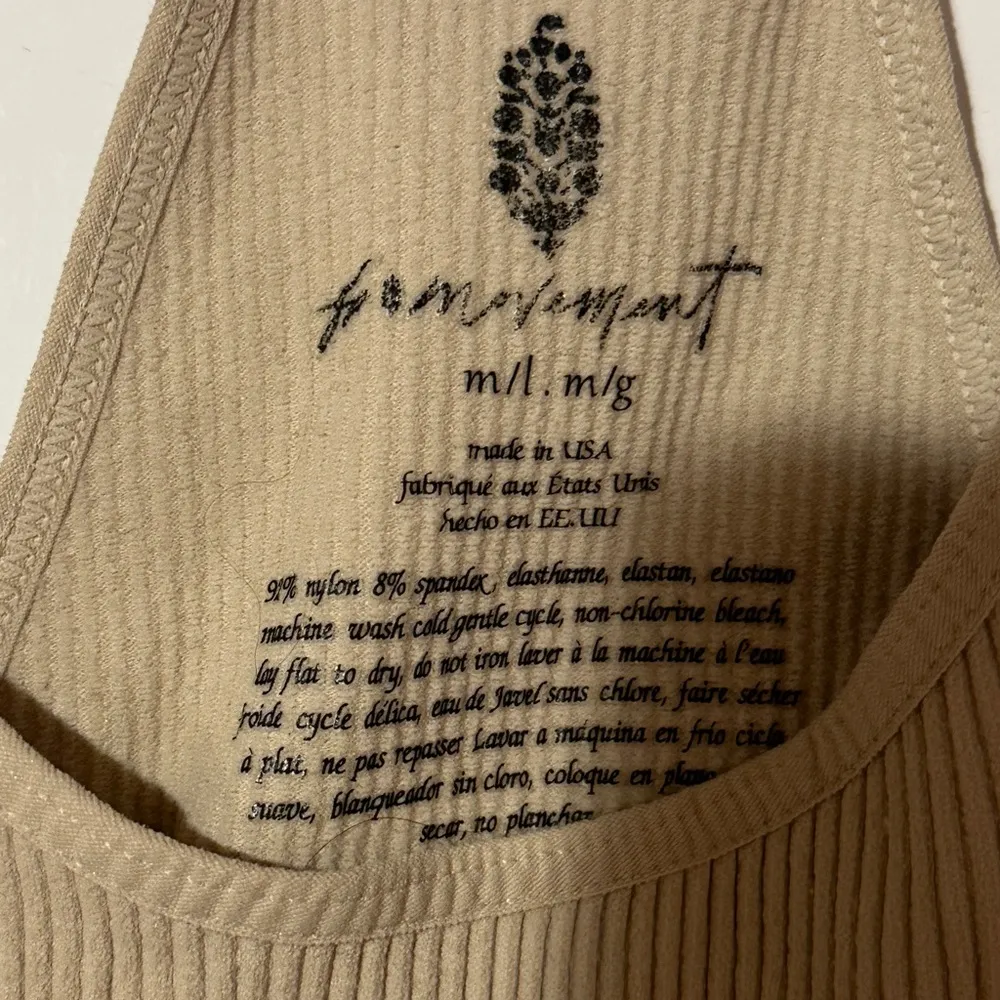 fp movement
m/l . m/g
made in USA
fabriqué aux États Unis
hecho en EE.UU
92% nylon 8% spandex, elasthanne, elastan, elastano
machine wash cold gentle cycle, non-chlorine bleach,
lay flat to dry, do not iron laver à la machine à l'eau
froide cycle délica, eau de Javel sans chlore, faire sécher
à plat, ne pas repasser Lavar a máquina en frío ciclo
suave, blanqueador sin cloro, coloque en plano
secar, no planchar